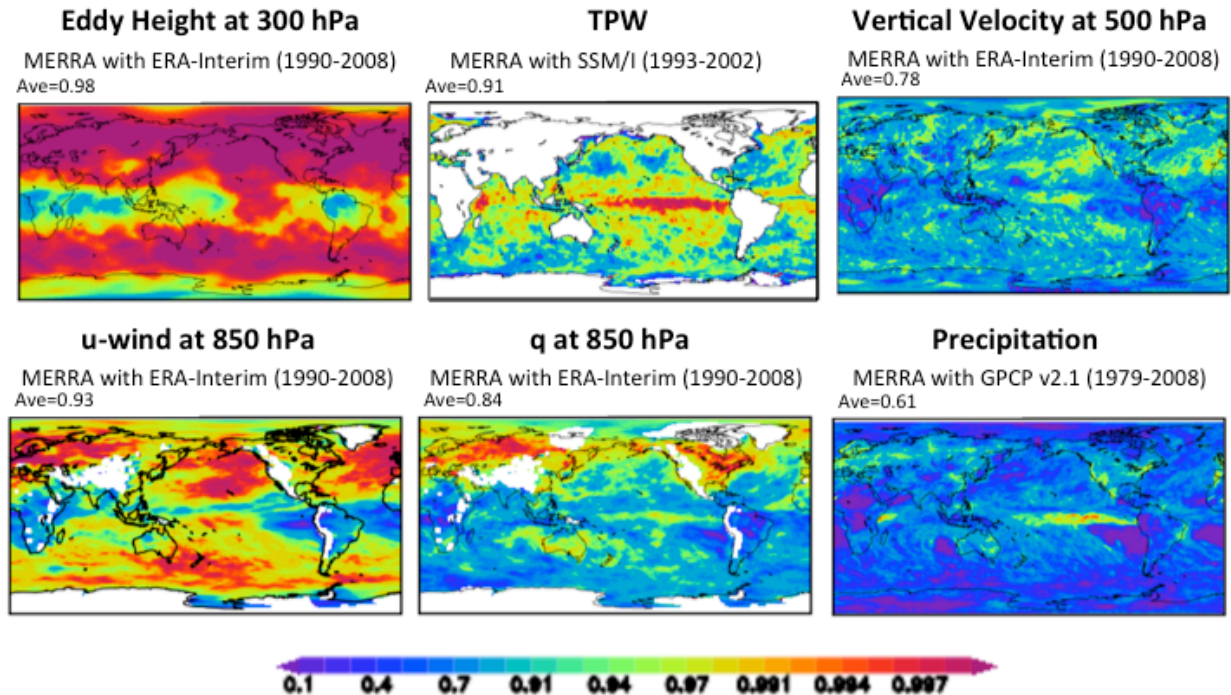 Eddy Height at 300 hPa
MERRA with ERA-Interim (1990-2008)
Ave=0.98
TPW
MERRA with SSM/I (1993-2002)
Ave=0.91
Vertical Velocity at 500 hPa
MERRA with ERA-Interim (1990-2008)
Ave=0.78
u-wind at 850 hPa
MERRA with ERA-Interim (1990-2008)
Ave=0.93
q at 850 hPa
MERRA with ERA-Interim (1990-2008)
Ave=0.84
Precipitation
MERRA with GPCP v2.1 (1979-2008)
Ave=0.61
0.1 0.4 0.7 0.91 0.94 0.97 0.991 0.994 0.997